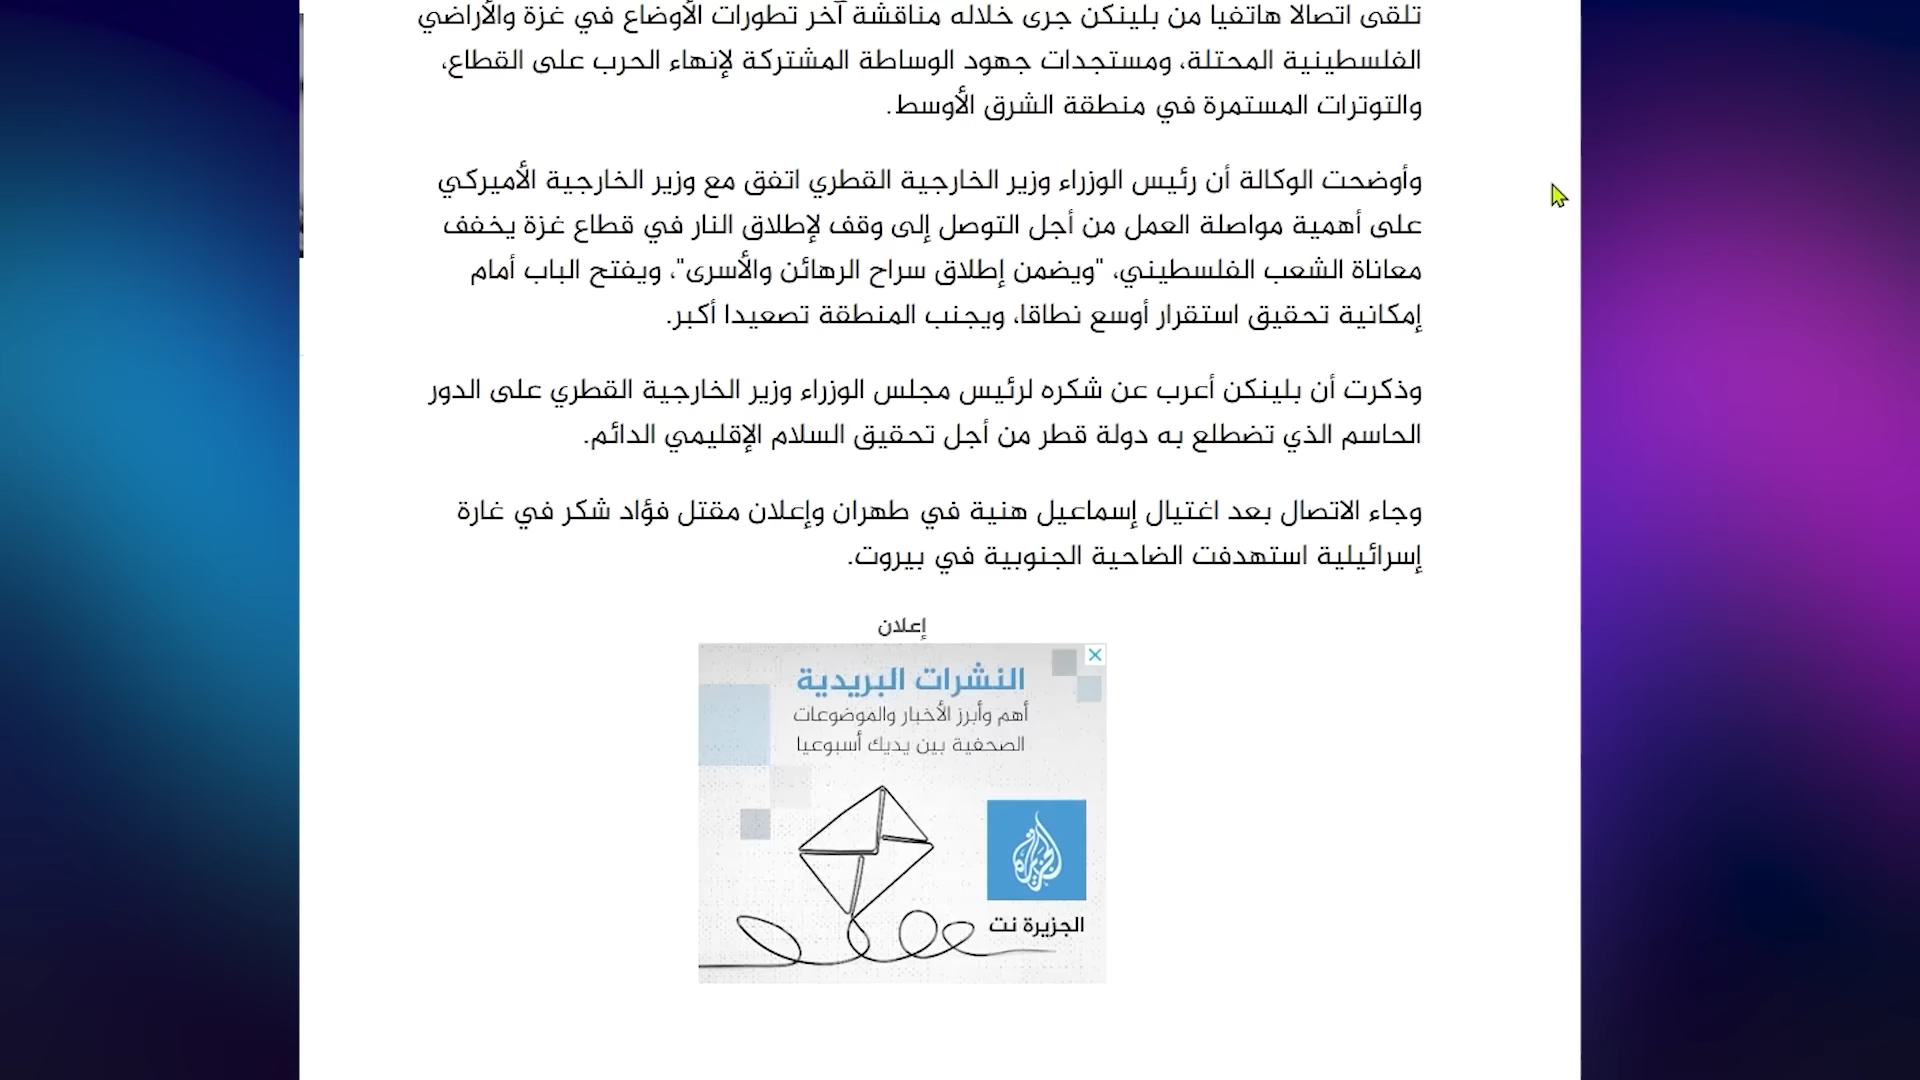 تلقى اتصالا هاتفيا من بلينكن جرى خلاله مناقشة آخر تطورات الأوضاع في غزة والأراضي
الفلسطينية المحتلة، ومستجدات جهود الوساطة المشتركة لإنهاء الحرب على القطاع،
والتوترات المستمرة في منطقة الشرق الأوسط.
وأوضحت الوكالة أن رئيس الوزراء وزير الخارجية القطري اتفق مع وزير الخارجية الأميركي
على أهمية مواصلة العمل من أجل التوصل إلى وقف لإطلاق النار في قطاع غزة يخفف
معاناة الشعب الفلسطيني، "ويضمن إطلاق سراح الرهائن والأسرى"، ويفتح الباب أمام
إمكانية تحقيق استقرار أوسع نطاقا، ويجنب المنطقة تصعيدا أكبر.
وذكرت أن بلينكن أعرب عن شكره لرئيس مجلس الوزراء وزير الخارجية القطري على الدور
الحاسم الذي تضطلع به دولة قطر من أجل تحقيق السلام الإقليمي الدائم.
وجاء الاتصال بعد اغتيال إسماعيل هنية في طهران وإعلان مقتل فؤاد شكر في غارة
إسرائيلية استهدفت الضاحية الجنوبية في بيروت.
إعلان
النشرات البريدية
أهم وأبرز الأخبار والموضوعات
الصحفية بين يديك أسبوعيا
الجزيرة
الجزيرة نت